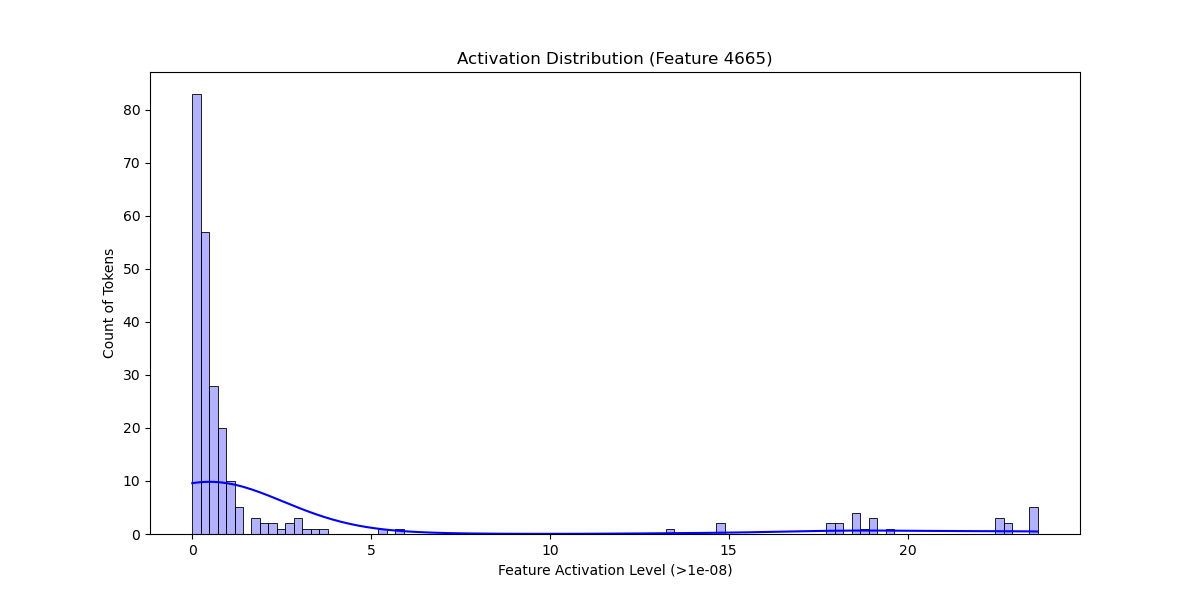 Activation Distribution (Feature 4665)
Count of Tokens
80
70
60
50
40
30
20
10
0
0 5 10 15 20
Feature Activation Level (>1e-08)